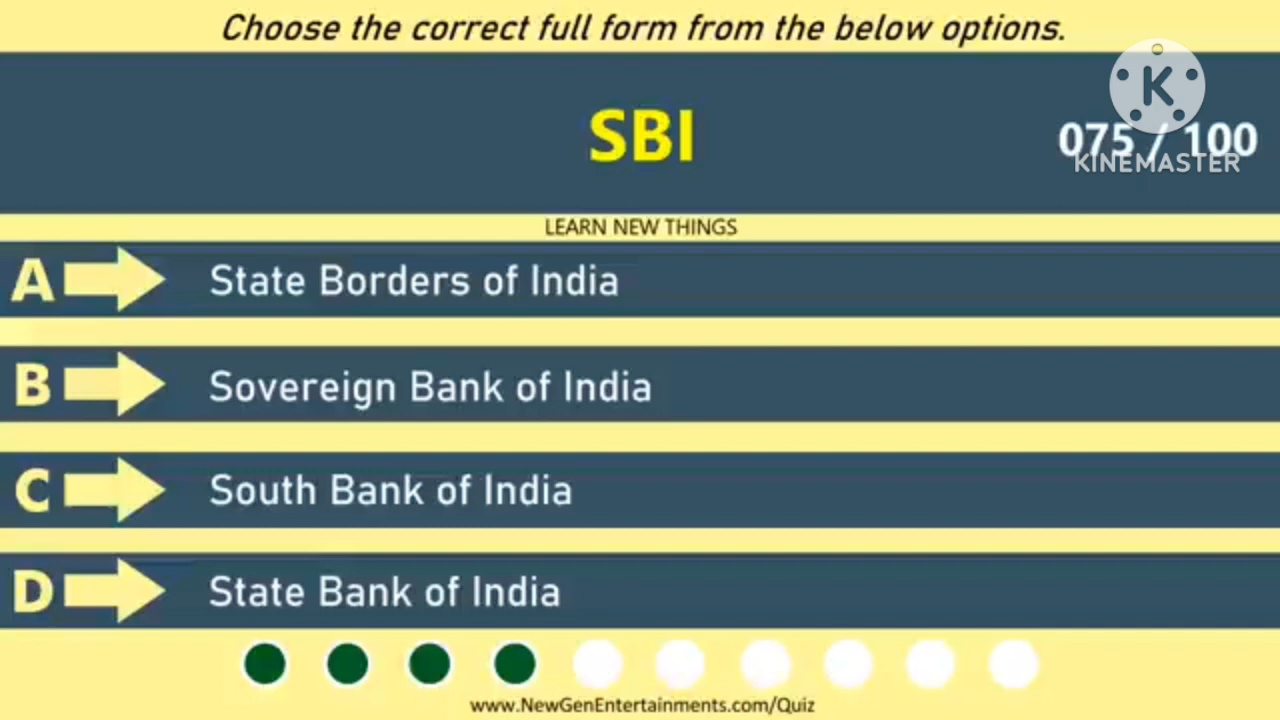 Choose the correct full form from the below options.
SBI
K
075 / 100
KINEMASTER
LEARN NEW THINGS
A State Borders of India
B Sovereign Bank of India
C South Bank of India
D State Bank of India
www.NewGenEntertainments.com/Quiz